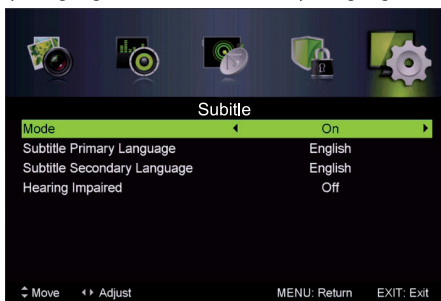 Subitle
Mode On
Subtitle Primary Language English
Subtitle Secondary Language English
Hearing Impaired Off
Move Adjust MENU: Return EXIT: Exit